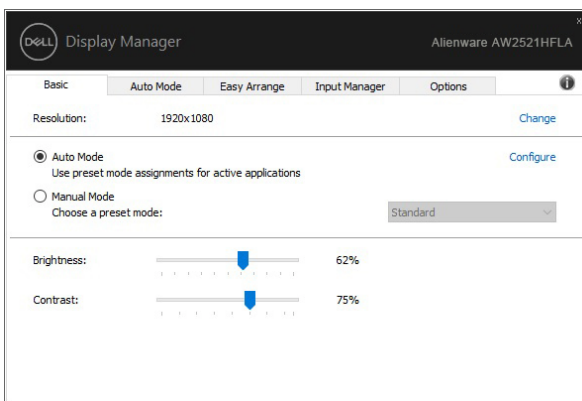 DELL Display Manager Alienware AW2521HFLA
Basic Auto Mode Easy Arrange Input Manager Options
Resolution: 1920x1080 Change
Auto Mode Configure
Use preset mode assignments for active applications
Manual Mode
Choose a preset mode: Standard
Brightness: 62%
Contrast: 75%